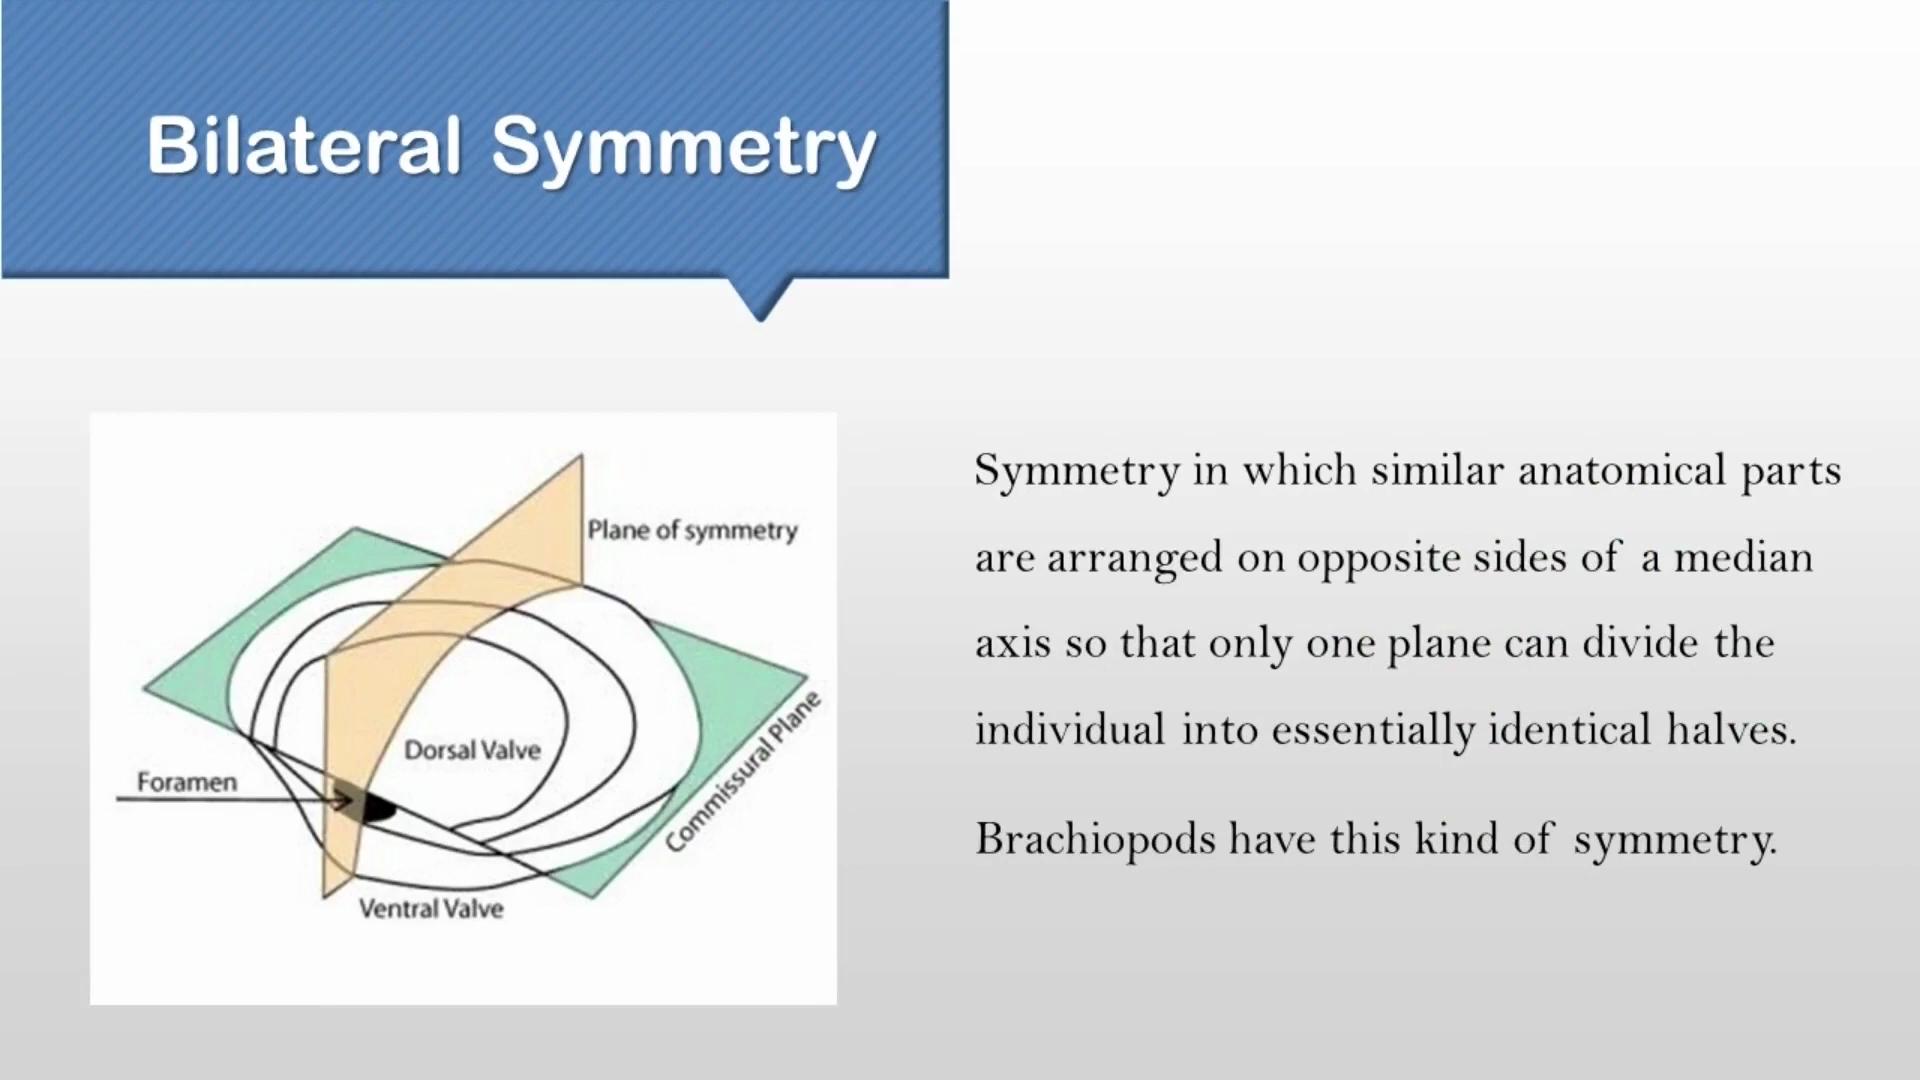 Bilateral Symmetry
Plane of symmetry
Dorsal Valve
Foramen
Commissural Plane
Ventral Valve
Symmetry in which similar anatomical parts
are arranged on opposite sides of a median
axis so that only one plane can divide the
individual into essentially identical halves.
Brachiopods have this kind of symmetry.